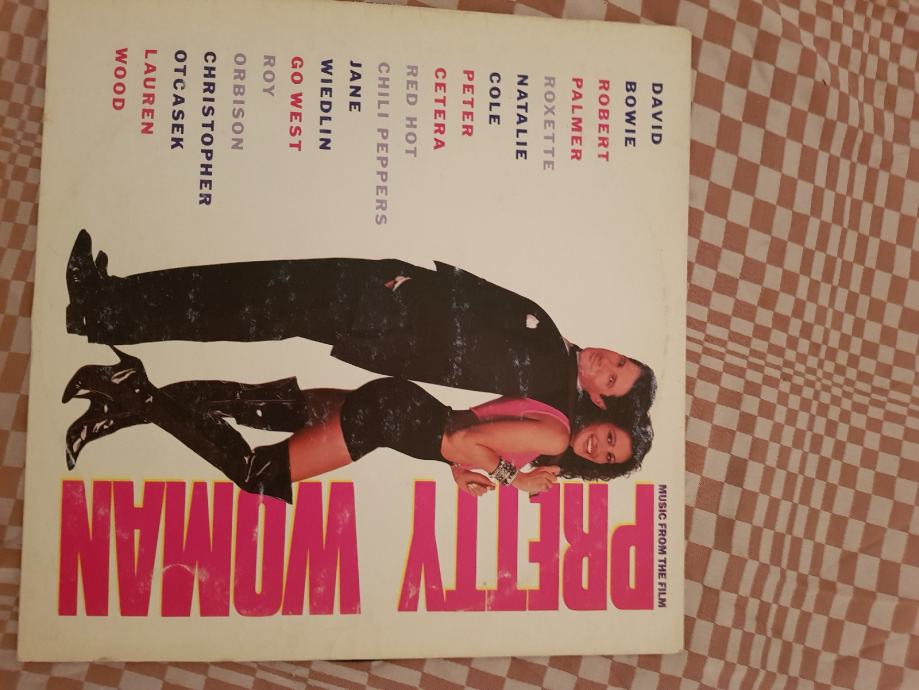 DAVID
BOWIE
ROBERT
PALMER
ROXETTE
NATALIE
COLE
PETER
CETERA
RED HOT
CHILI PEPPERS
JANE
WIEDLIN
GO WEST
ROY
ORBISON
CHRISTOPHER
OTCASEK
LAUREN
WOOD
MUSIC FROM THE FILM
PRETTY
WOMAN